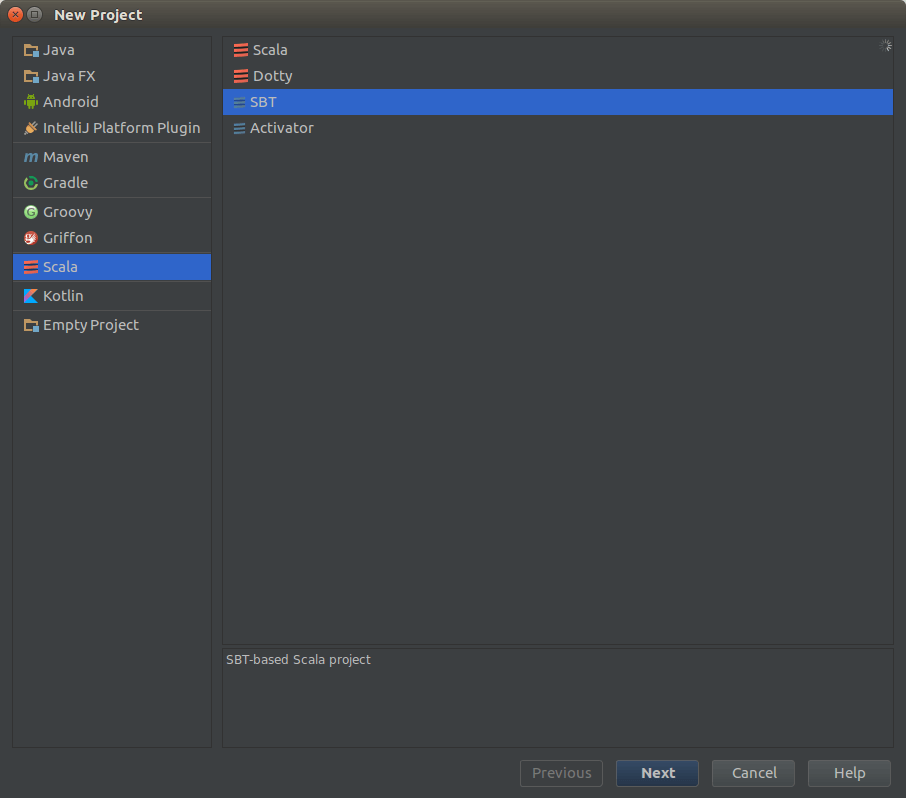 New Project
Java
Java FX
Android
IntelliJ Platform Plugin
Maven
Gradle
Groovy
Griffon
Scala
Kotlin
Empty Project
Scala
Dotty
SBT
Activator
SBT-based Scala project
Previous
Next
Cancel
Help